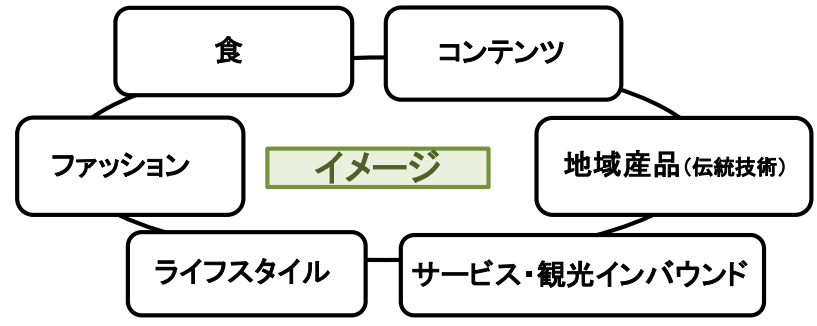 食
コンテンツ
ファッション
イメージ
地域産品(伝統技術)
ライフスタイル
サービス・観光インバウンド